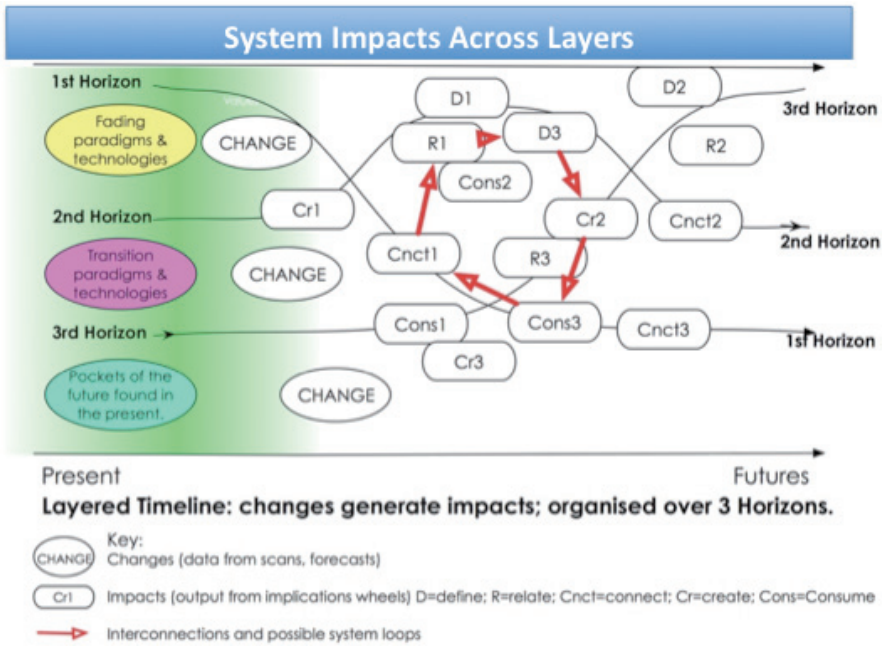 System Impacts Across Layers
1st Horizon
Fading
paradigms &
technologies
CHANGE
D1
D2
3rd Horizon
R1
D3
R2
Cons2
2nd Horizon
Cr1
Cr2
Cnct2
2nd Horizon
Transition
paradigms &
technologies
CHANGE
Cnct1
R3
3rd Horizon
Cons1
Cons3
Cnct3
1st Horizon
Cr3
Pockets of the
future found in
the present.
CHANGE
Present
Futures
Layered Timeline: changes generate impacts; organised over 3 Horizons.
Key:
CHANGE
Changes (data from scans, forecasts)
Cr1
Impacts (output from implications wheels) D=define; R=relate; Cnct=connect; Cr=create; Cons=Consume
Interconnections and possible system loops